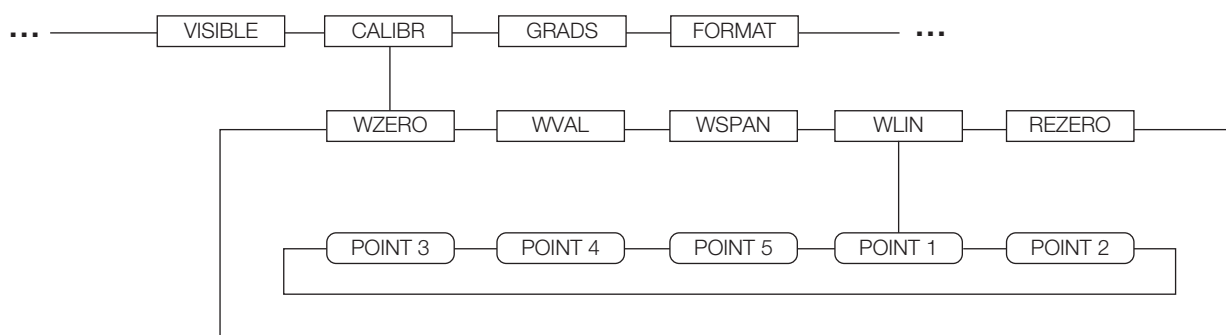 ... VISIBLE CALIBR GRADS FORMAT ...
WZERO WVAL WSPAN WLIN REZERO
POINT 3 POINT 4 POINT 5 POINT 1 POINT 2